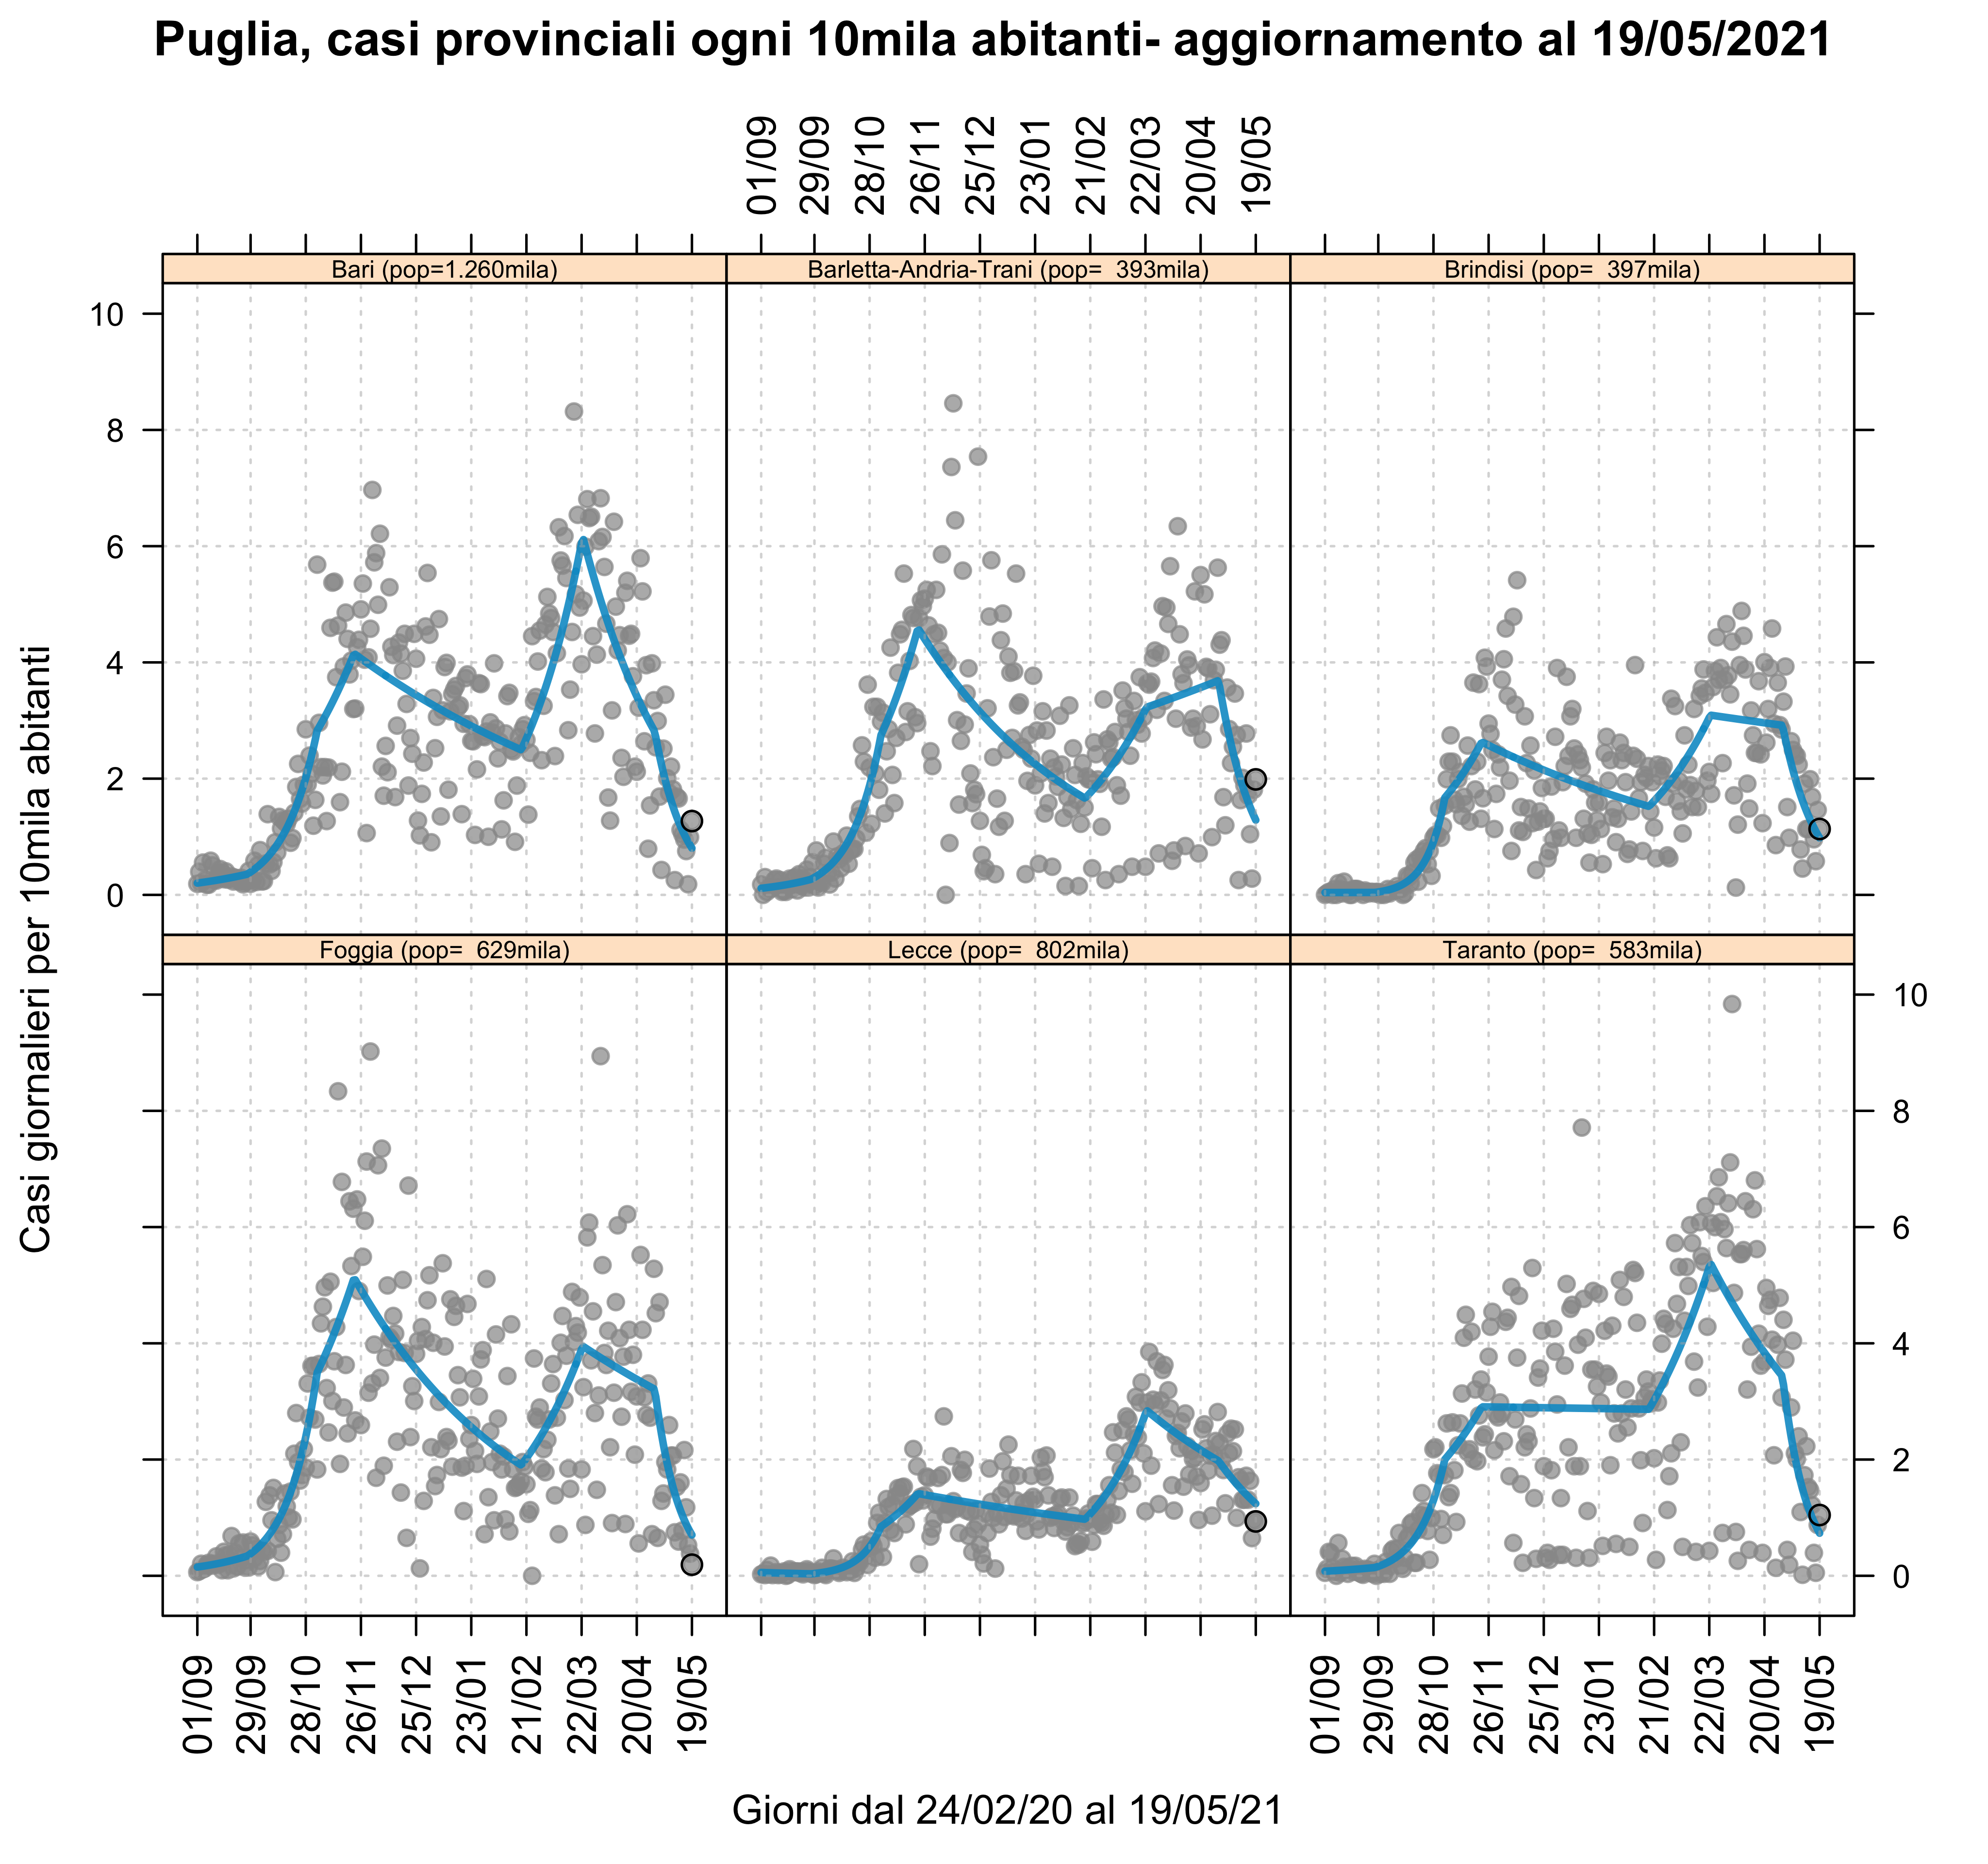 Puglia, casi provinciali ogni 10mila abitanti- aggiornamento al 19/05/2021
01/09 29/09 28/10 26/11 25/12 23/01 21/02 22/03 20/04 19/05
Bari (pop=1.260mila)
Barletta-Andria-Trani (pop=  393mila)
Brindisi (pop=  397mila)
10
8
6
4
2
0
Casi giornalieri per 10mila abitanti
Foggia (pop=  629mila)
Lecce (pop=  802mila)
Taranto (pop=  583mila)
10
8
6
4
2
0
01/09 29/09 28/10 26/11 25/12 23/01 21/02 22/03 20/04 19/05
01/09 29/09 28/10 26/11 25/12 23/01 21/02 22/03 20/04 19/05
Giorni dal 24/02/20 al 19/05/21